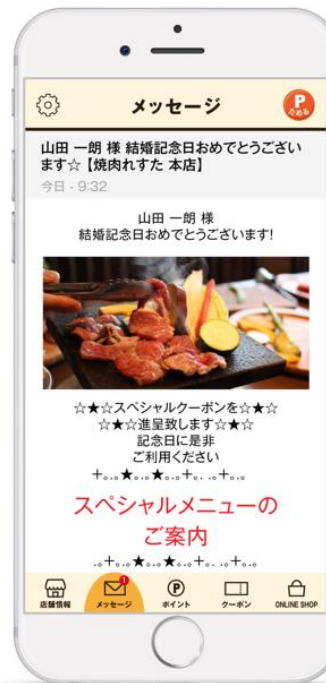 メッセージ
P
ためる
山田 一朗 様 結婚記念日おめでとうござい
ます☆【焼肉れすた 本店】
今日 - 9:32
山田 一朗 様
結婚記念日おめでとうございます!
☆★☆スペシャルクーポンを☆★☆
☆★☆進呈致します☆★☆
記念日に是非
ご利用ください
+.。.★.。.★.。.+.。.。+.。.
スペシャルメニューの
ご案内
.。+.。.★.。.★.。.+.。.。+.。
1
P
店舗情報 メッセージ ポイント クーポン ONLINE SHOP